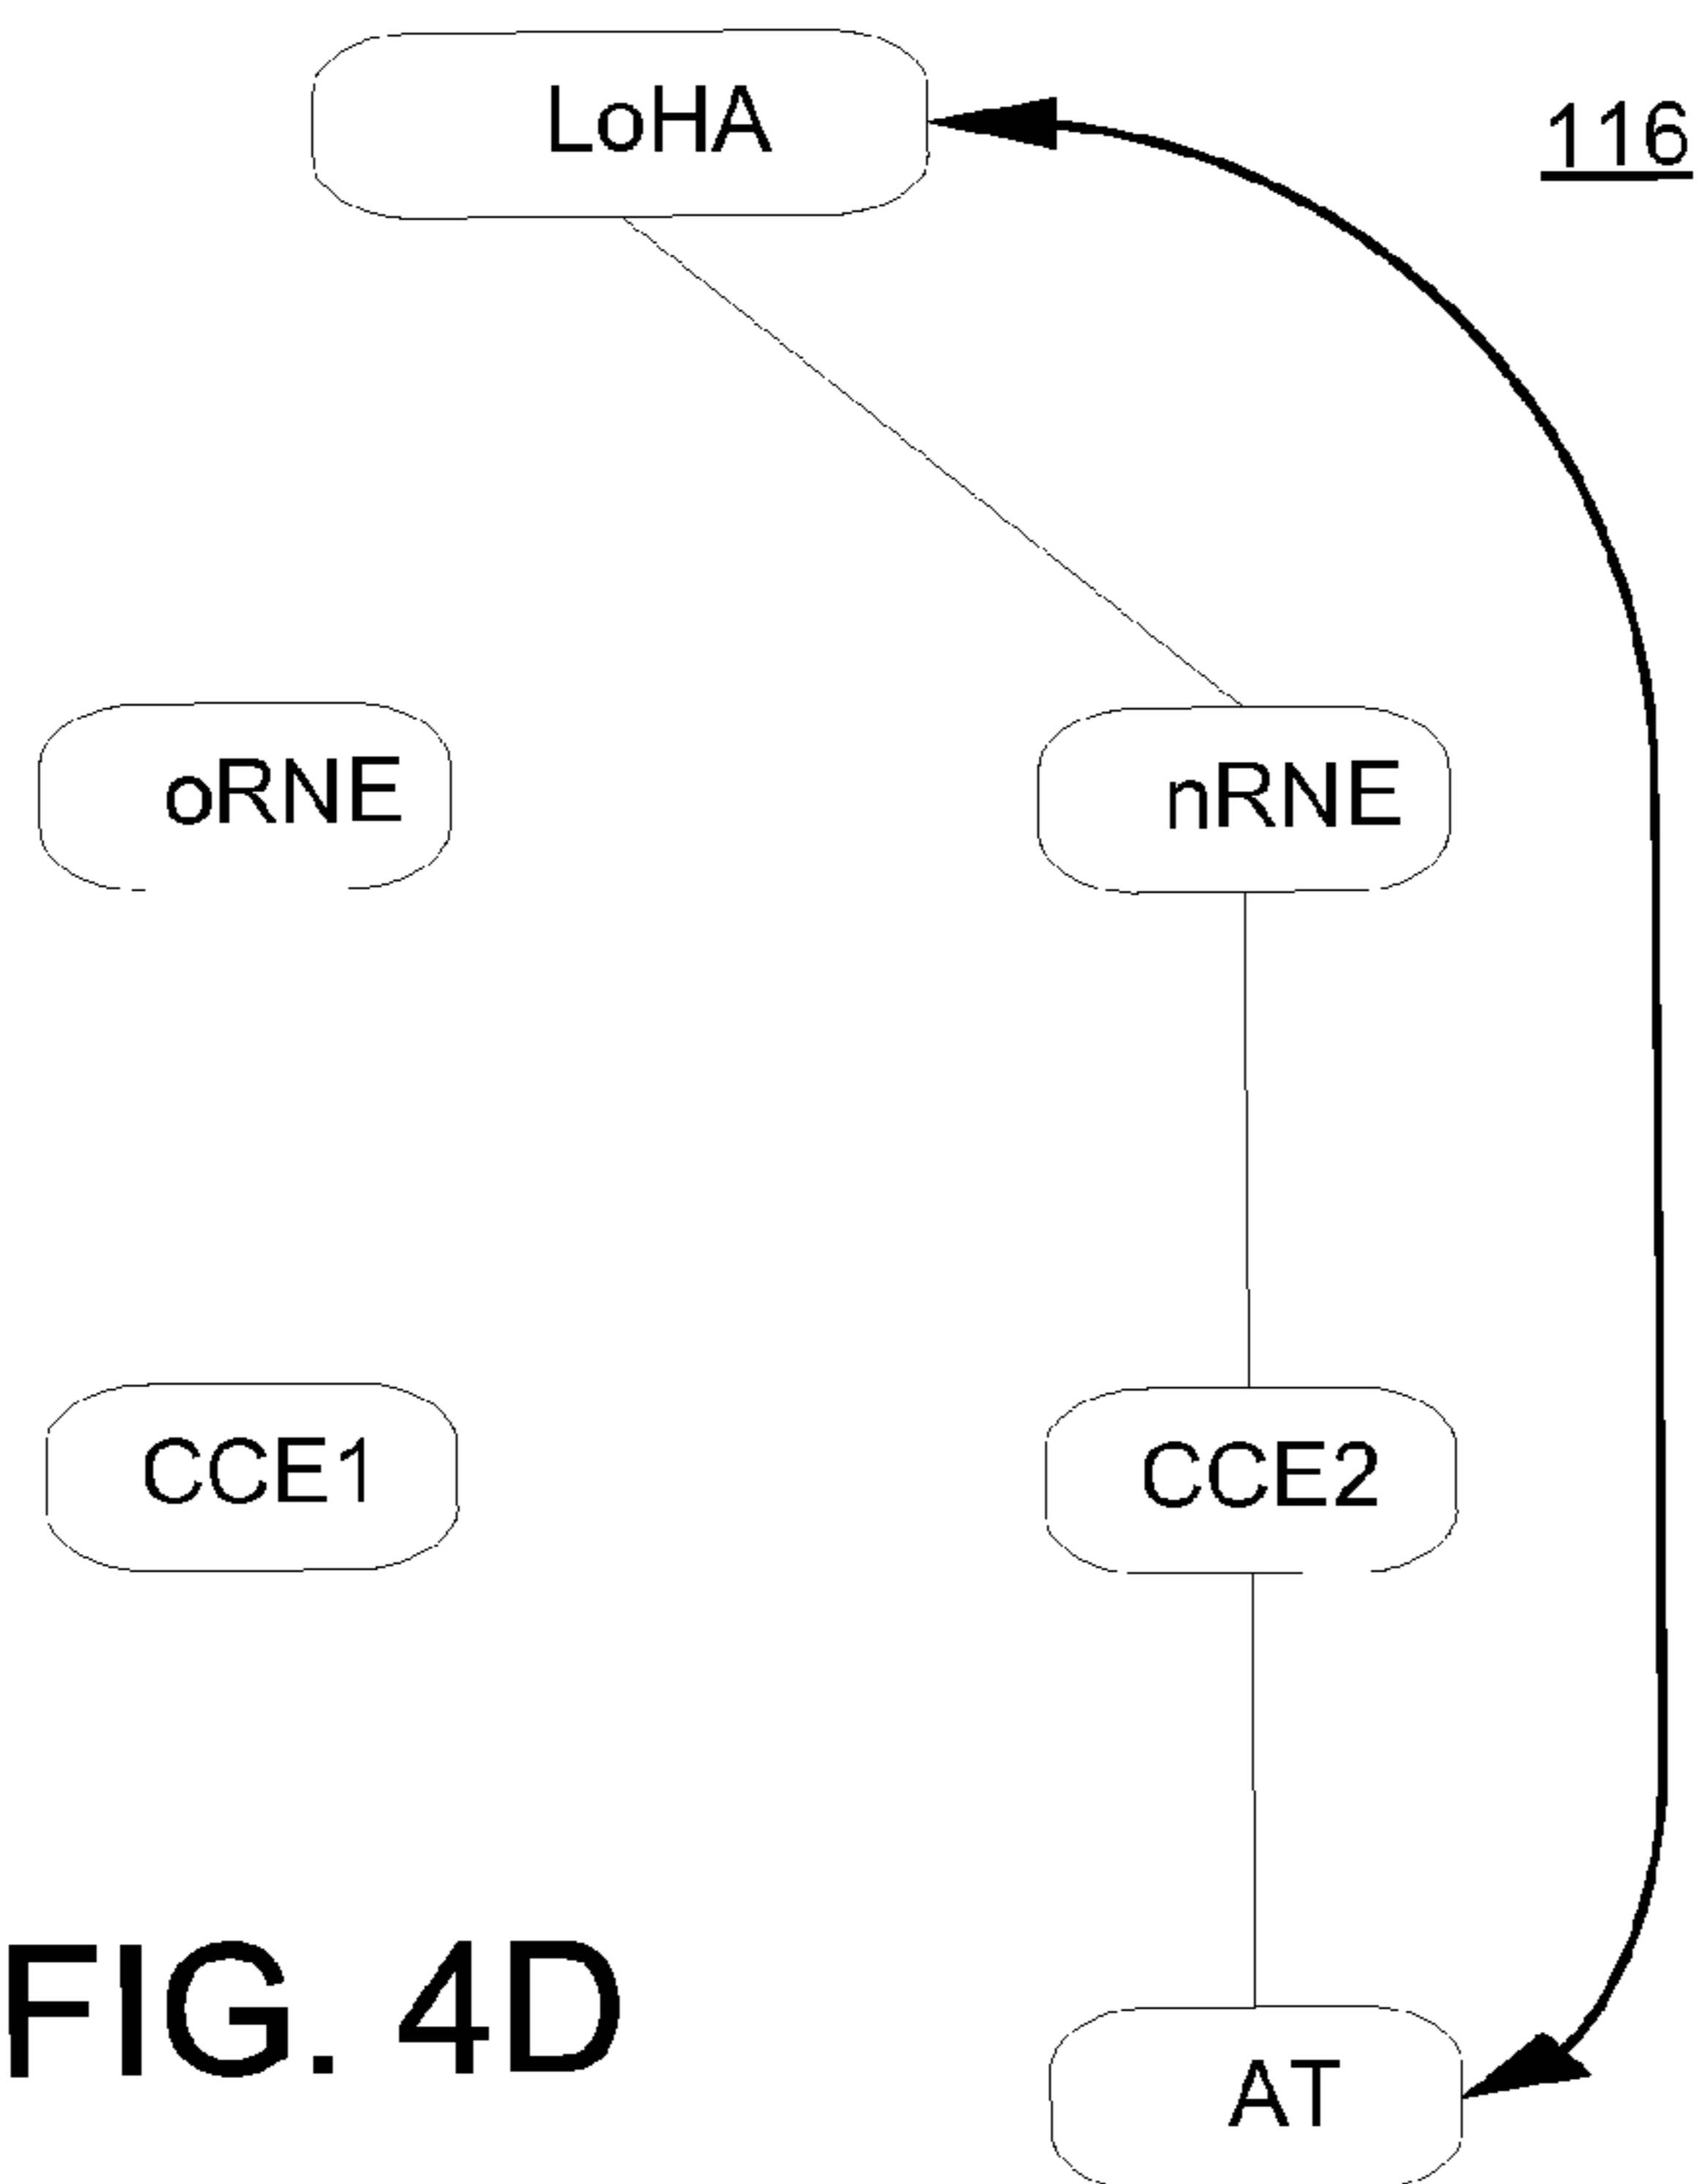 LoHA
116
oRNE
nRNE
CCE1
CCE2
AT
FIG. 4D